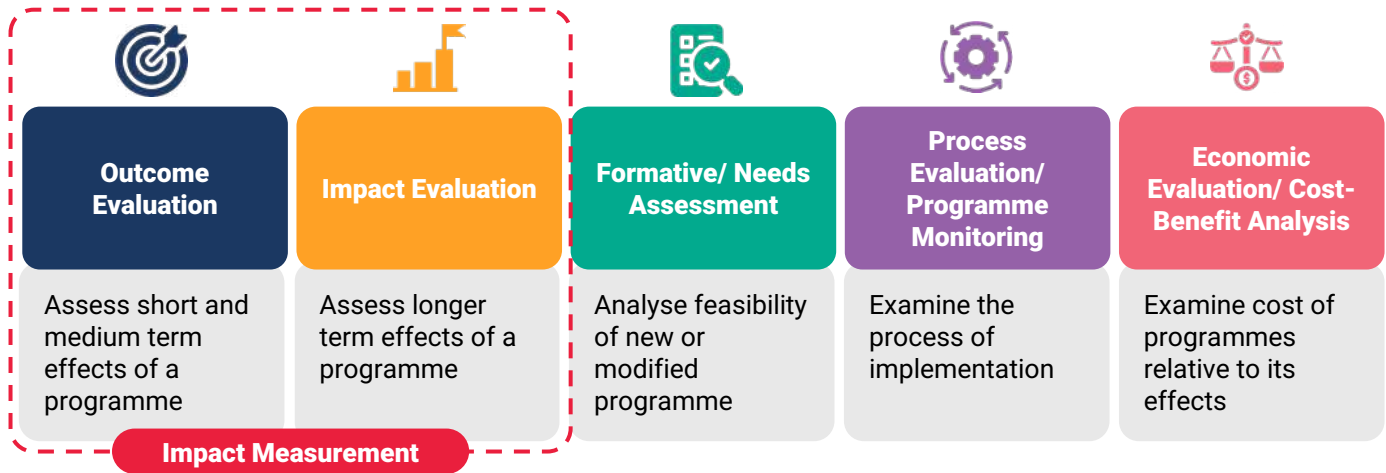 Outcome
Evaluation
Assess short and
medium term
effects of a
programme
Impact Evaluation
Assess longer
term effects of a
programme
Impact Measurement
Formative/ Needs
Assessment
Analyse feasibility
of new or
modified
programme
Process
Evaluation/
Programme
Monitoring
Examine the
process of
implementation
Economic
Evaluation/ Cost-
Benefit Analysis
Examine cost of
programmes
relative to its
effects
$